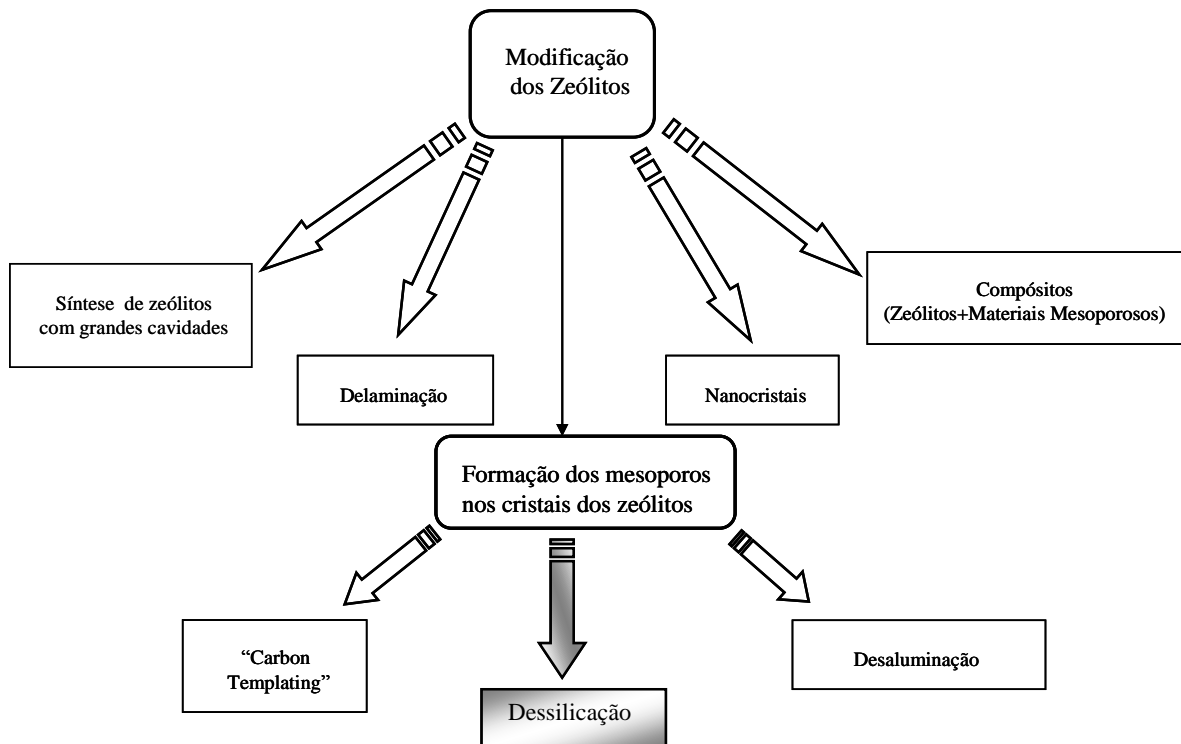 Modificação
dos Zeólitos
Síntese de zeólitos
com grandes cavidades
Compósitos
(Zeólitos+Materiais Mesoporosos)
Delaminação
Nanocristais
Formação dos mesoporos
nos cristais dos zeólitos
“Carbon
Templating”
Desaluminação
Dessilicação